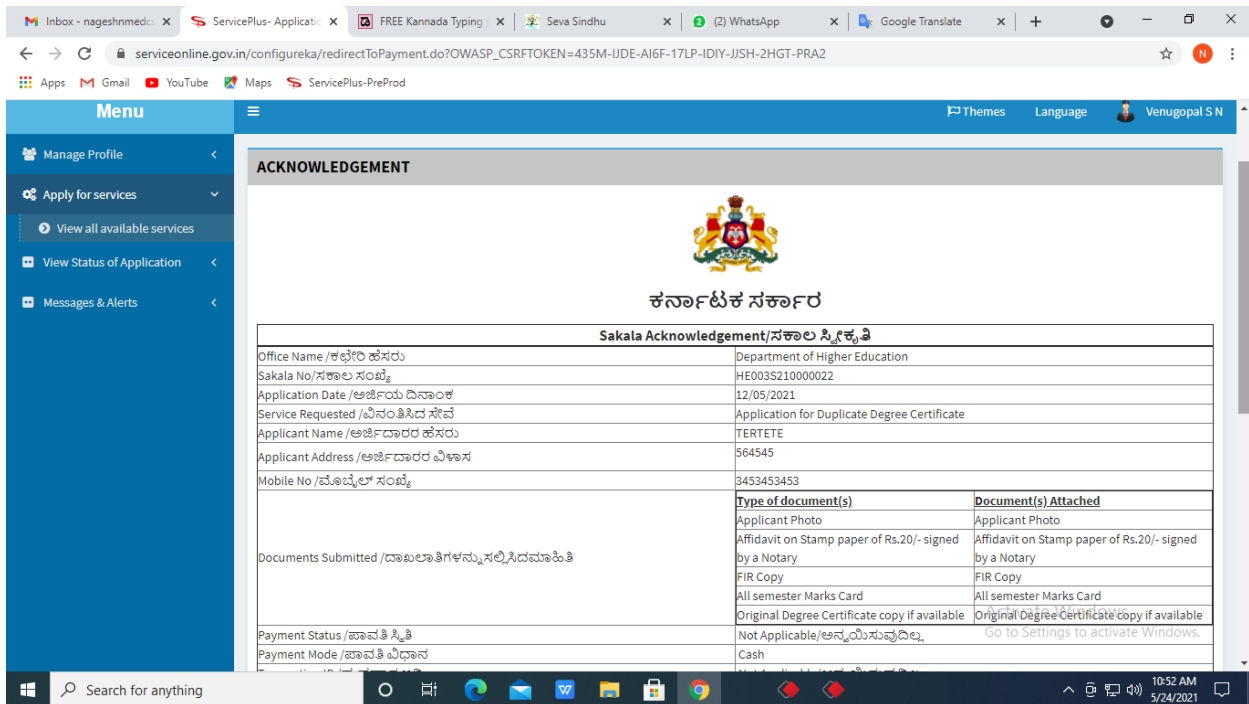 Inbox - nageshnmedcs
ServicePlus- Applicatic
FREE Kannada Typing
Seva Sindhu
(2) WhatsApp
Google Translate
serviceonline.gov.in/configureka/redirectToPayment.do?OWASP_CSRFTOKEN=435M-IJDE-AI6F-17LP-IDIY-JJSH-2HGT-PRA2
N
Apps Gmail YouTube Maps ServicePlus-PreProd
Menu
Themes Language Venugopal S N
Manage Profile
Apply for services
View all available services
View Status of Application
Messages & Alerts
ACKNOWLEDGEMENT
ಕರ್ನಾಟಕ ಸರ್ಕಾರ
Sakala Acknowledgement/ಸಕಾಲ ಸ್ವೀಕೃತಿ
Office Name /ಕಛೇರಿ ಹೆಸರು Department of Higher Education
Sakala No/ಸಕಾಲ ಸಂಖ್ಯೆ HE003S210000022
Application Date /ಅರ್ಜಿಯ ದಿನಾಂಕ 12/05/2021
Service Requested /ವಿನಂತಿಸಿದ ಸೇವೆ Application for Duplicate Degree Certificate
Applicant Name /ಅರ್ಜಿದಾರರ ಹೆಸರು TERTETE
Applicant Address /ಅರ್ಜಿದಾರರ ವಿಳಾಸ 564545
Mobile No /ಮೊಬೈಲ್ ಸಂಖ್ಯೆ 3453453453
Documents Submitted /ದಾಖಲಾತಿಗಳನ್ನು ಸಲ್ಲಿಸಿದಮಾಹಿತಿ
Type of document(s) Document(s) Attached
Applicant Photo Applicant Photo
Affidavit on Stamp paper of Rs.20/- signed Affidavit on Stamp paper of Rs.20/- signed
by a Notary by a Notary
FIR Copy FIR Copy
All semester Marks Card All semester Marks Card
Original Degree Certificate copy if available Original Degree Certificate copy if available
Payment Status /ಪಾವತಿ ಸ್ಥಿತಿ Not Applicable/ಅನ್ವಯಿಸುವುದಿಲ್ಲ
Payment Mode /ಪಾವತಿ ವಿಧಾನ Cash
Activate Windows
Go to Settings to activate Windows.
Search for anything
10:52 AM
5/24/2021